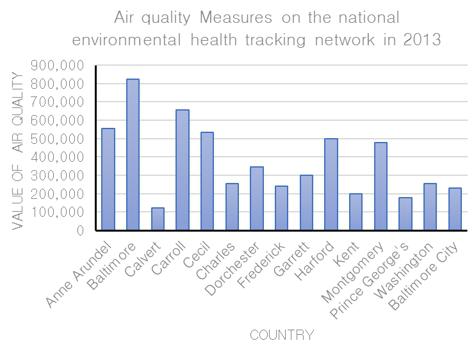 Air quality Measures on the national
environmental health tracking network in 2013
VALUE OF AIR QUALITY
900,000
800,000
700,000
600,000
500,000
400,000
300,000
200,000
100,000
0
Anne Arundel
Baltimore
Calvert
Carroll
Cecil
Charles
Dorchester
Frederick
Garrett
Harford
Kent
Montgomery
Prince George's
Washington
Baltimore City
COUNTRY